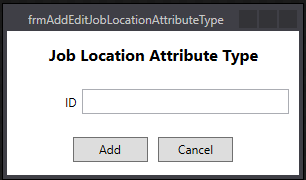 frmAddEditJobLocationAttributeType
Job Location Attribute Type
ID
Add Cancel